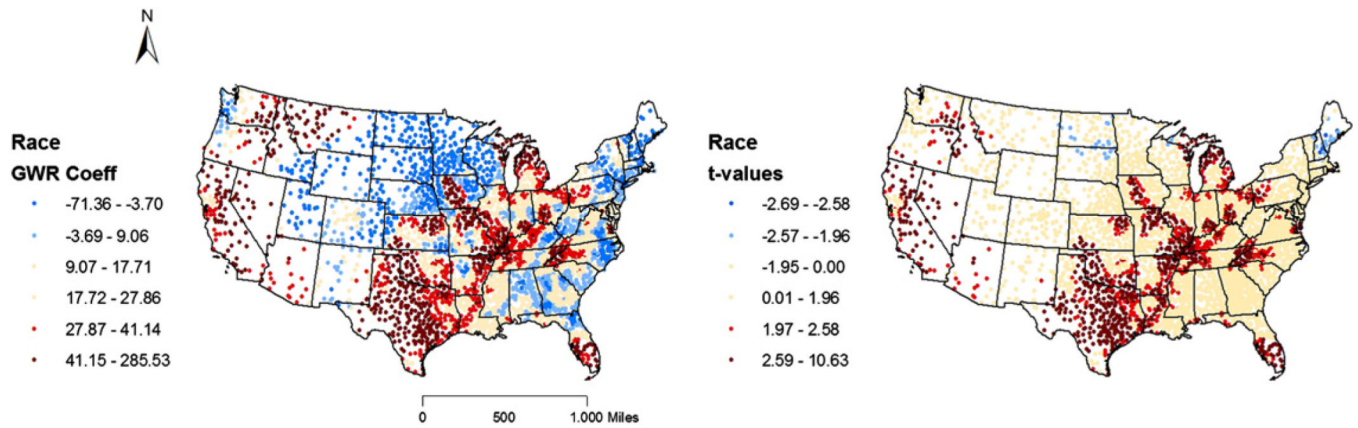 N
Race
GWR Coeff
-71.36 - -3.70
-3.69 - 9.06
9.07 - 17.71
17.72 - 27.86
27.87 - 41.14
41.15 - 285.53
0 500 1.000 Miles
Race
t-values
-2.69 - -2.58
-2.57 - -1.96
-1.95 - 0.00
0.01 - 1.96
1.97 - 2.58
2.59 - 10.63